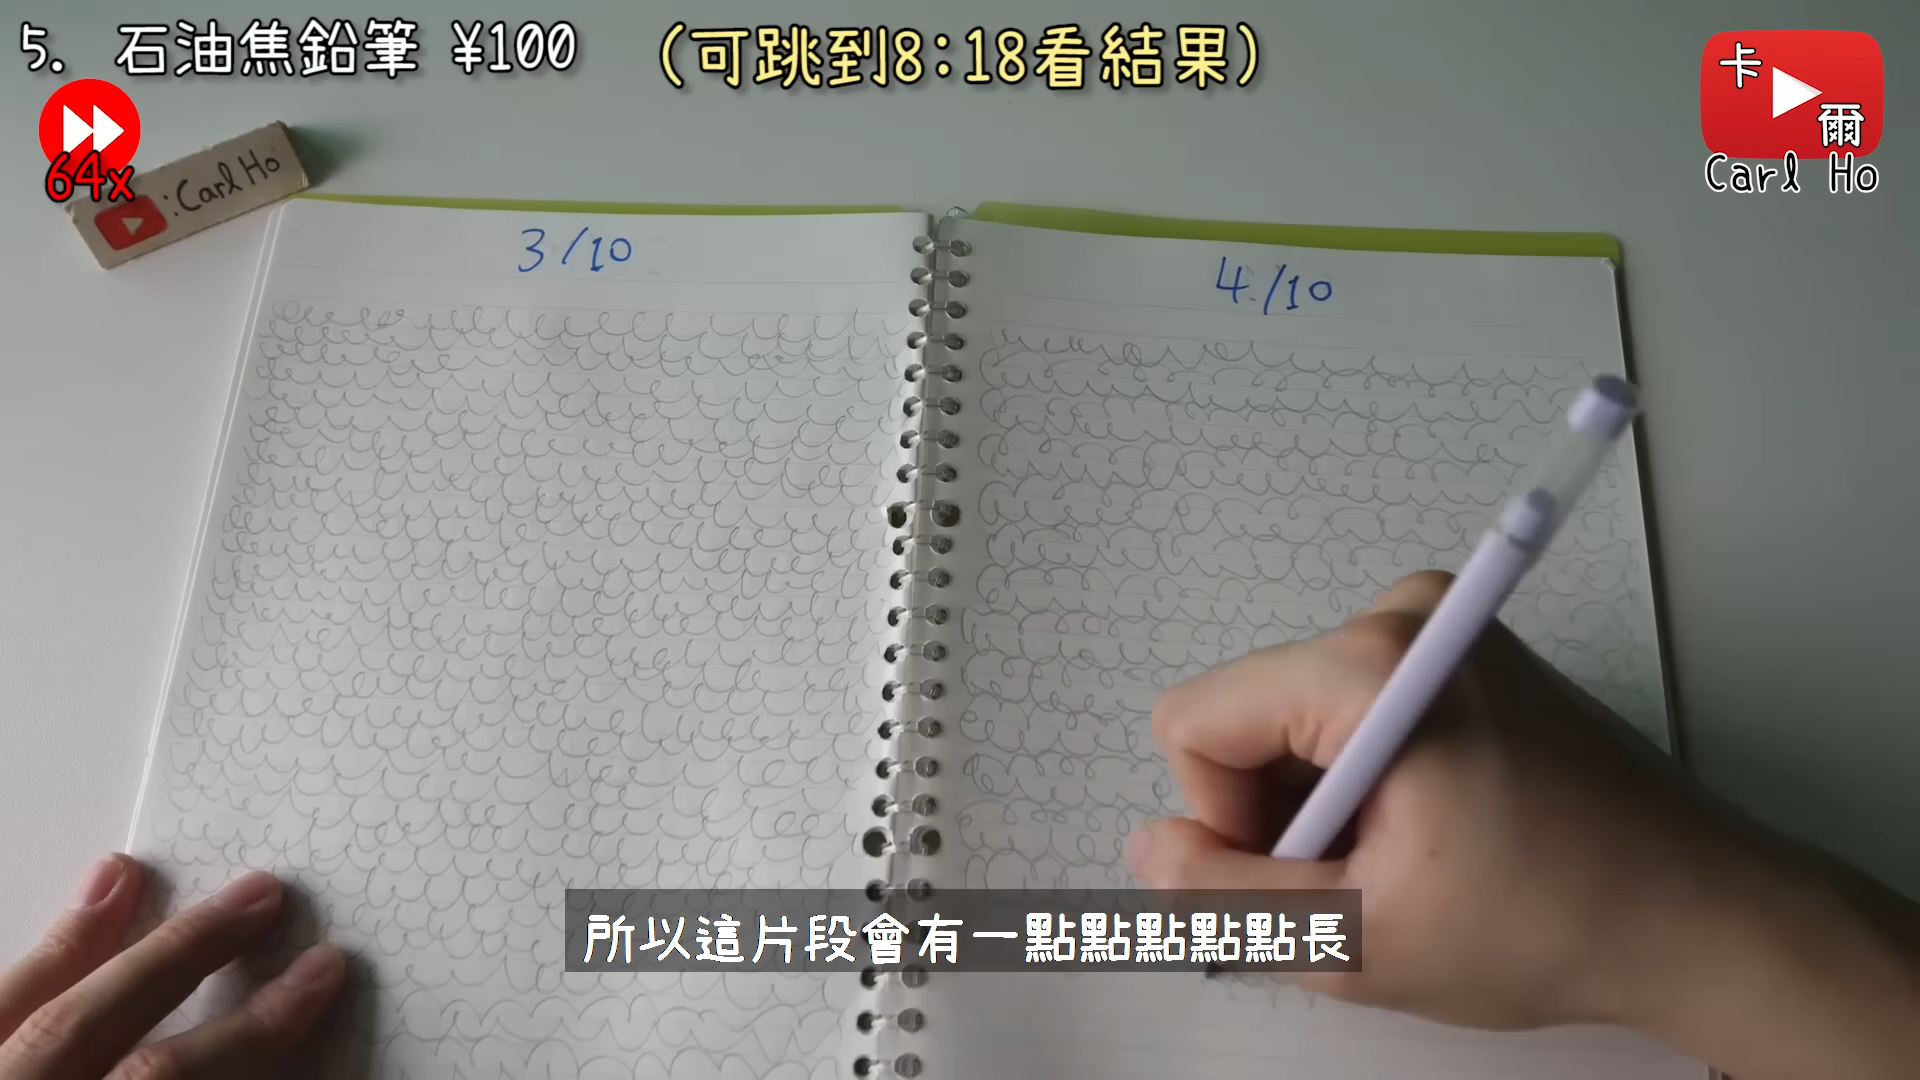 5. 石油焦鉛筆 ¥100 (可跳到8:18看結果)
卡
爾
Carl Ho
64x
:Carl Ho
3/10
4/10
所以這片段會有一點點點點點長